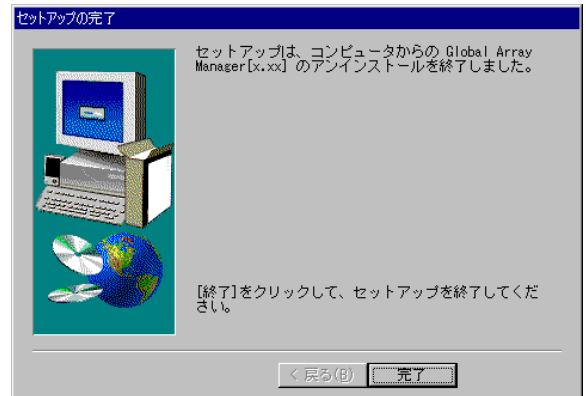 セットアップの完了
セットアップは、コンピュータからの Global Array
Manager[x.xx] のアンインストールを終了しました。
[終了]をクリックして、セットアップを終了してくだ
さい。
< 戻る(B)
完了